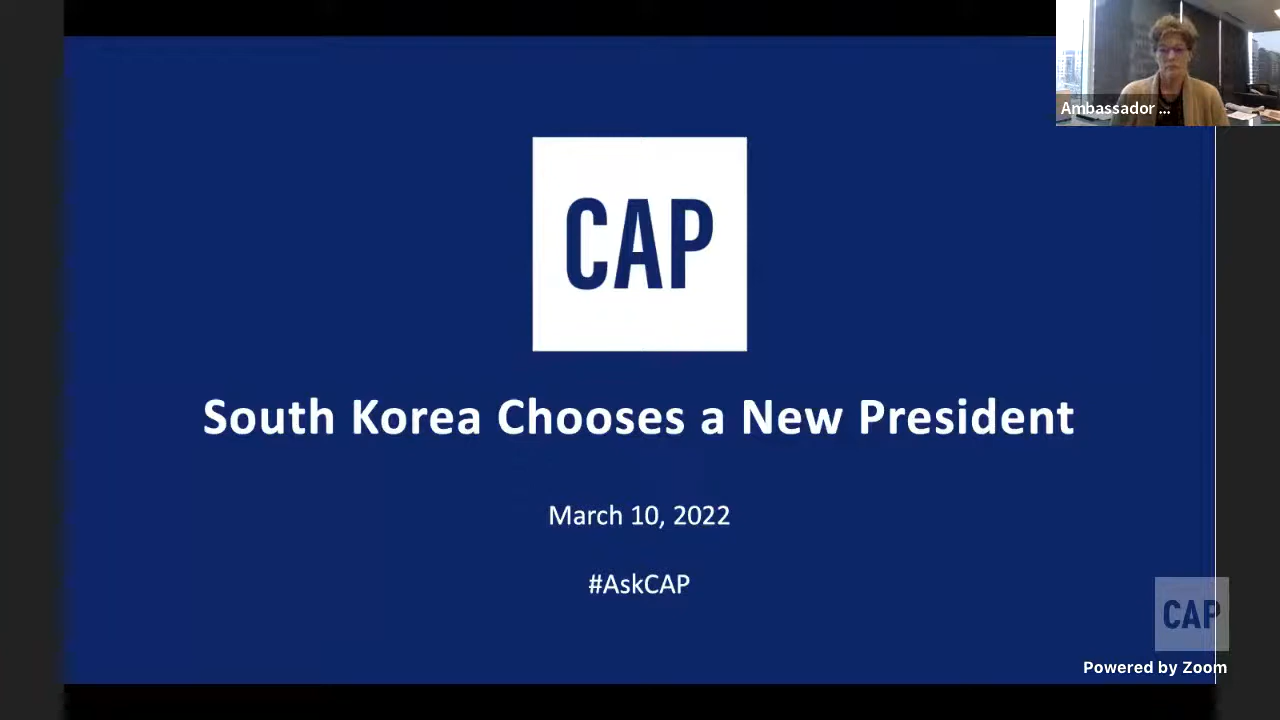 Ambassador ...
CAP
South Korea Chooses a New President
March 10, 2022
#AskCAP
CAP
Powered by Zoom